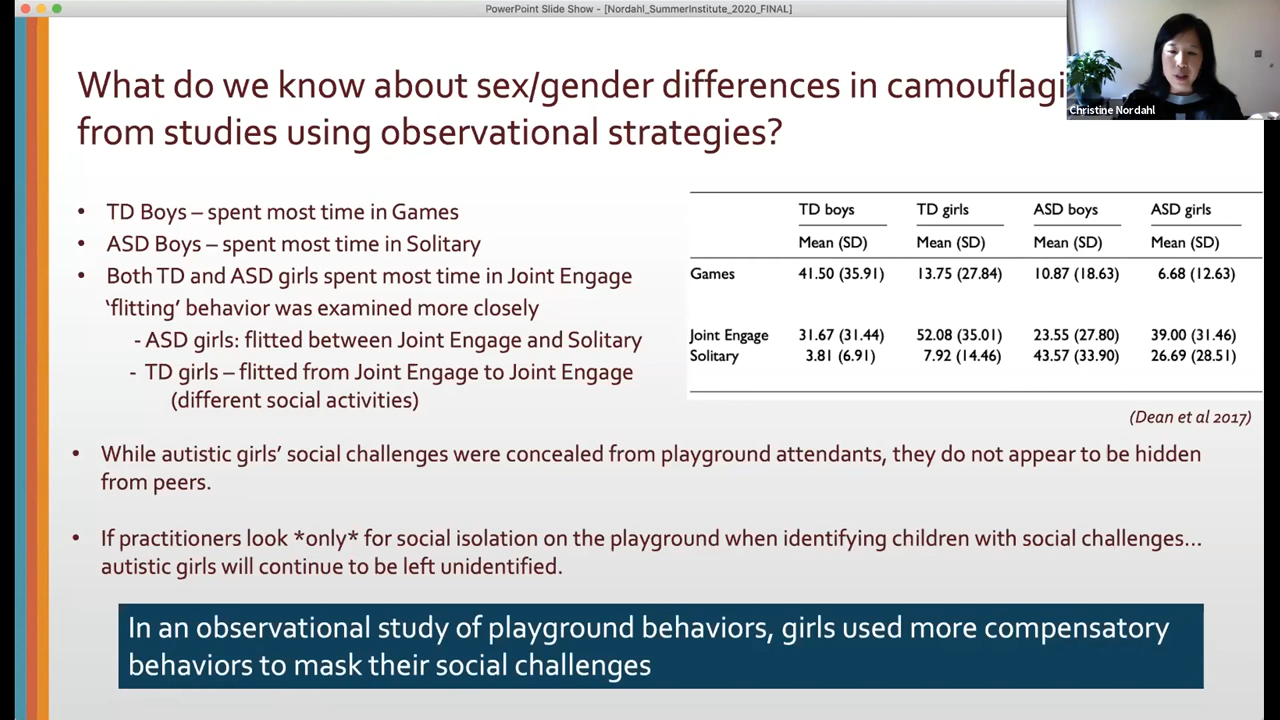 PowerPoint Slide Show - [Nordahl_SummerInstitute_2020_FINAL]
What do we know about sex/gender differences in camouflagi
from studies using observational strategies?
Christine Nordahl
• TD Boys – spent most time in Games
• ASD Boys – spent most time in Solitary
• Both TD and ASD girls spent most time in Joint Engage
‘flitting’ behavior was examined more closely
- ASD girls: flitted between Joint Engage and Solitary
- TD girls – flitted from Joint Engage to Joint Engage
(different social activities)
TD boys TD girls ASD boys ASD girls
Mean (SD) Mean (SD) Mean (SD) Mean (SD)
Games 41.50 (35.91) 13.75 (27.84) 10.87 (18.63) 6.68 (12.63)
Joint Engage 31.67 (31.44) 52.08 (35.01) 23.55 (27.80) 39.00 (31.46)
Solitary 3.81 (6.91) 7.92 (14.46) 43.57 (33.90) 26.69 (28.51)
(Dean et al 2017)
• While autistic girls’ social challenges were concealed from playground attendants, they do not appear to be hidden
from peers.
• If practitioners look *only* for social isolation on the playground when identifying children with social challenges…
autistic girls will continue to be left unidentified.
In an observational study of playground behaviors, girls used more compensatory
behaviors to mask their social challenges